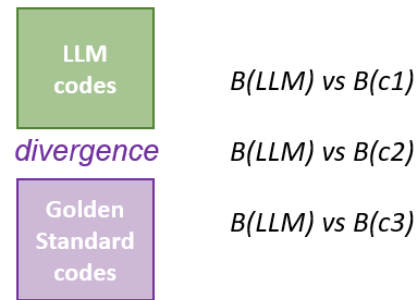 LLM
codes
divergence
Golden
Standard
codes
B(LLM) vs B(c1)
B(LLM) vs B(c2)
B(LLM) vs B(c3)